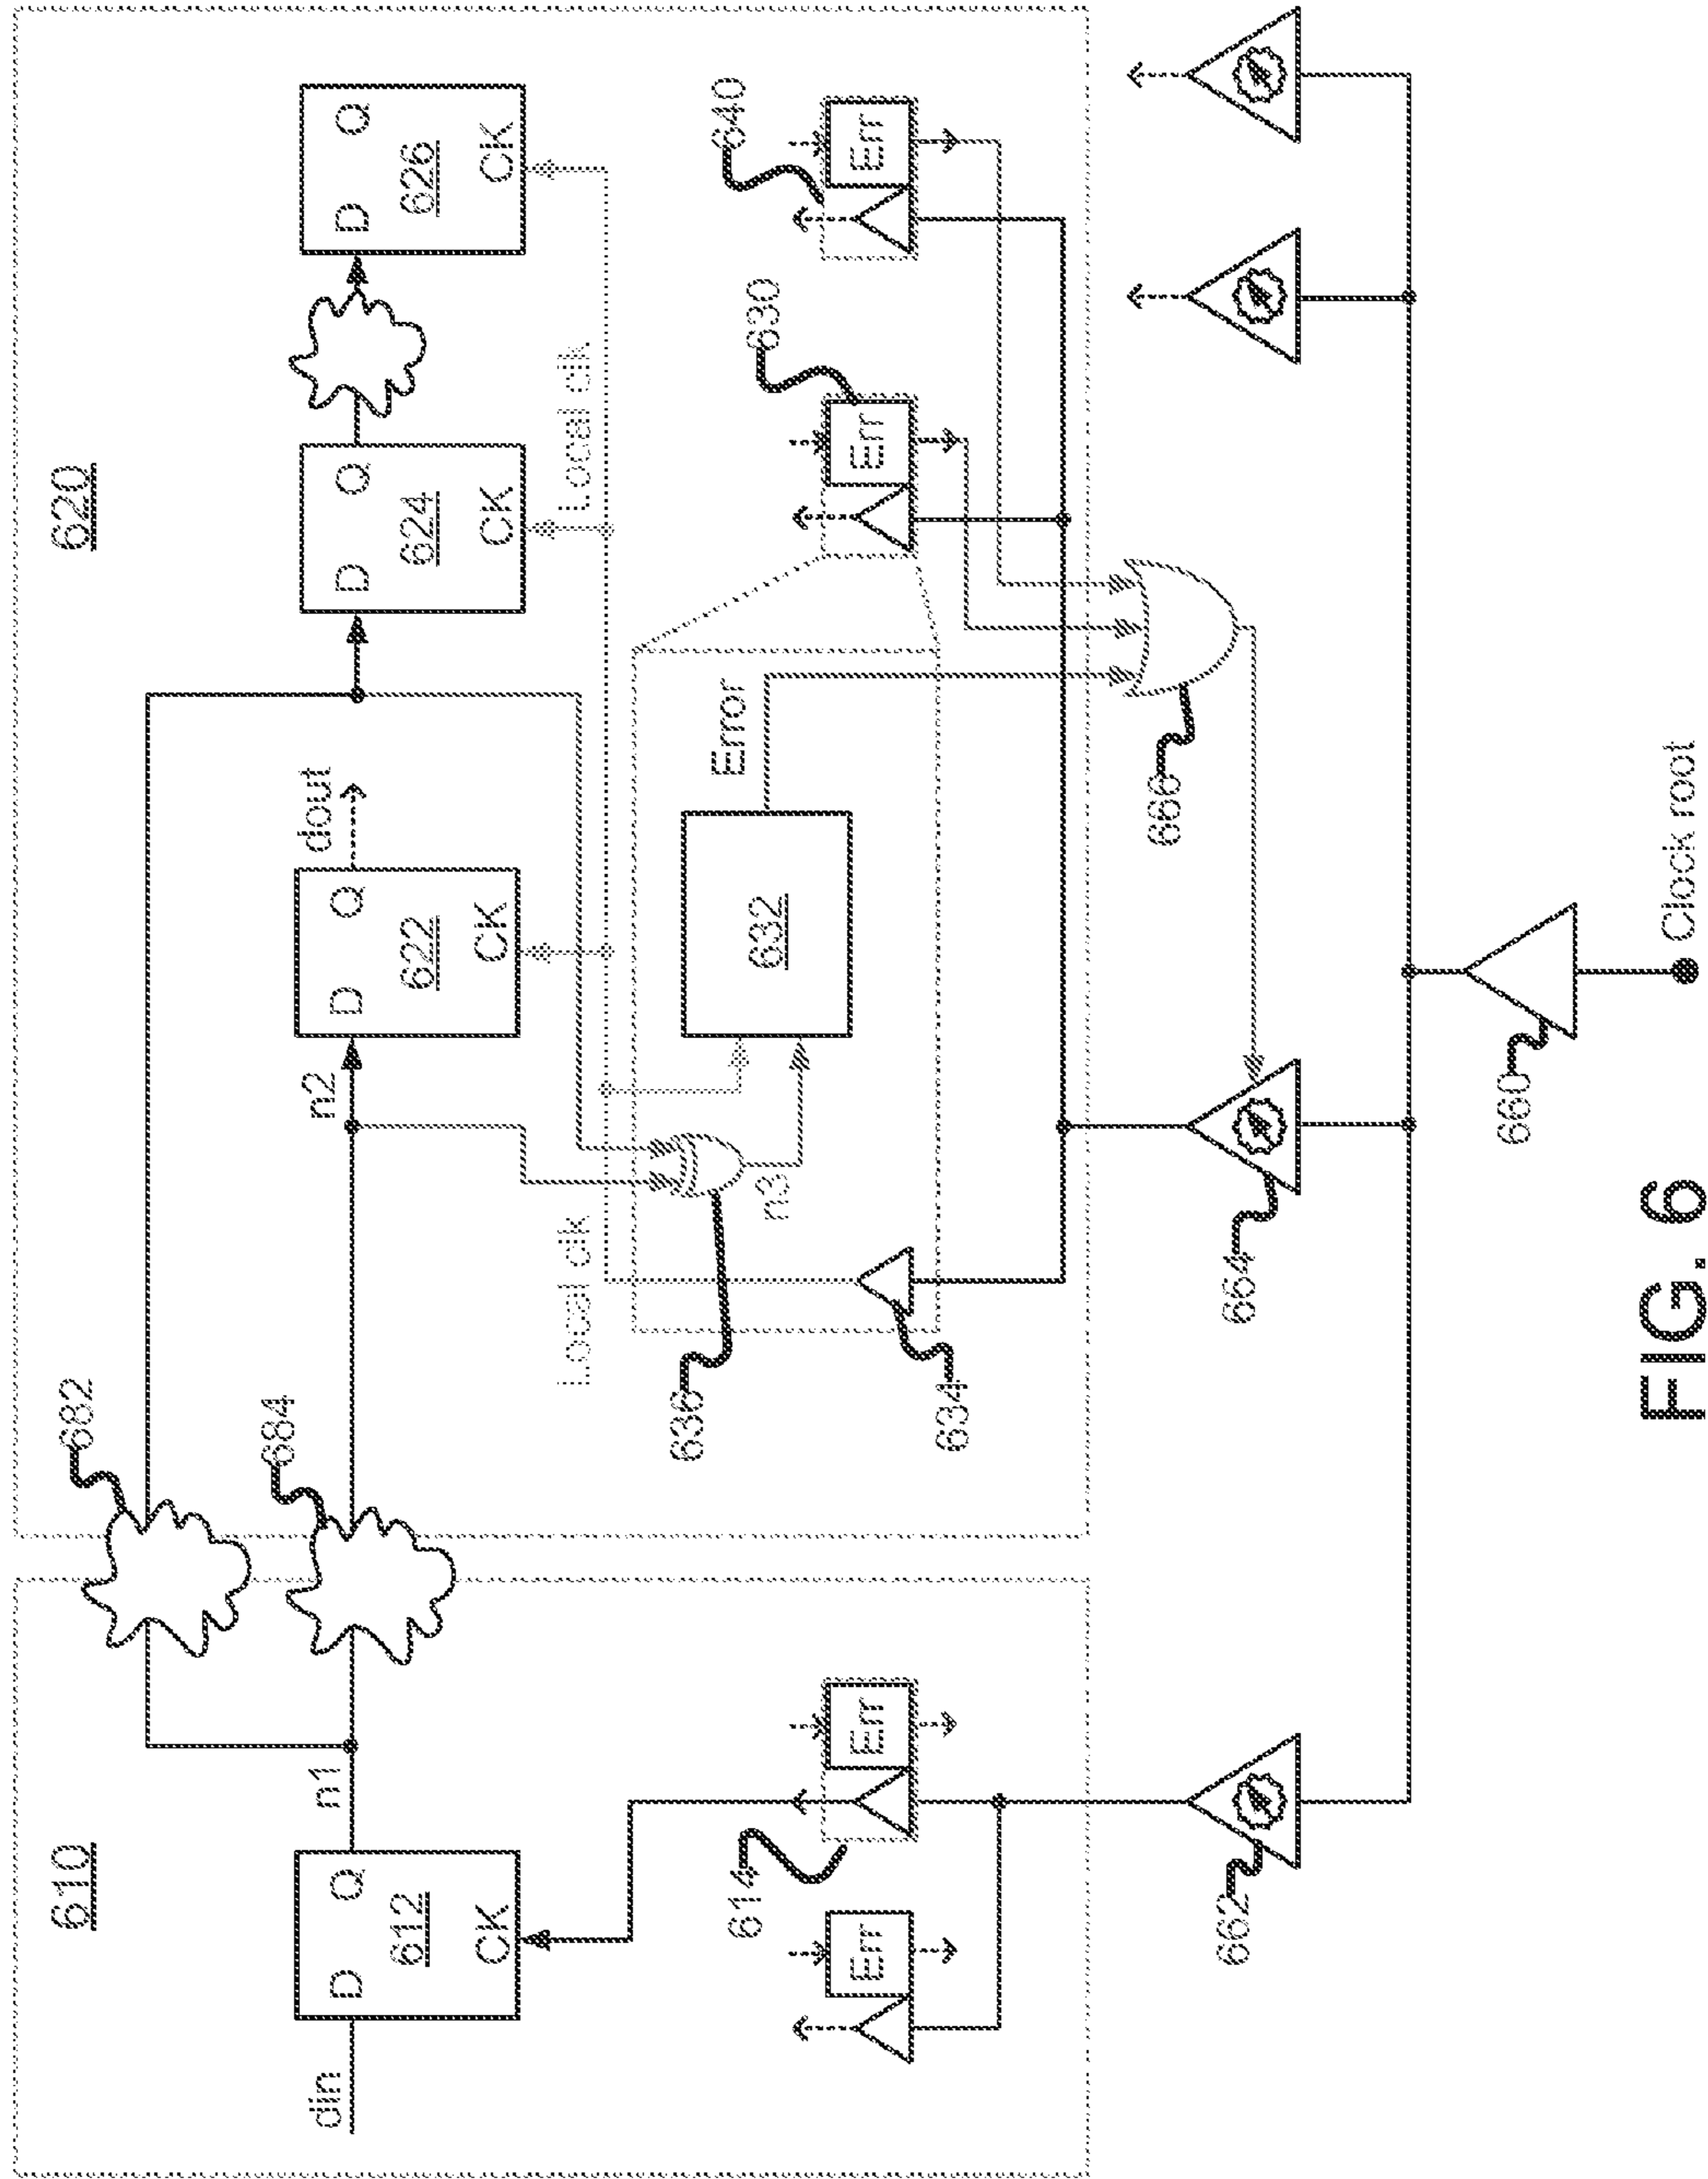 610
620
682
684
din
D Q
612
CK
n1
n2
D Q
622
CK
dout
D Q
624
CK
D Q
626
CK
Local clk
Local clk
636
n3
632
Error
634
630
640
614
Err
Err
Err
Err
662
664
666
660
Clock root
FIG. 6